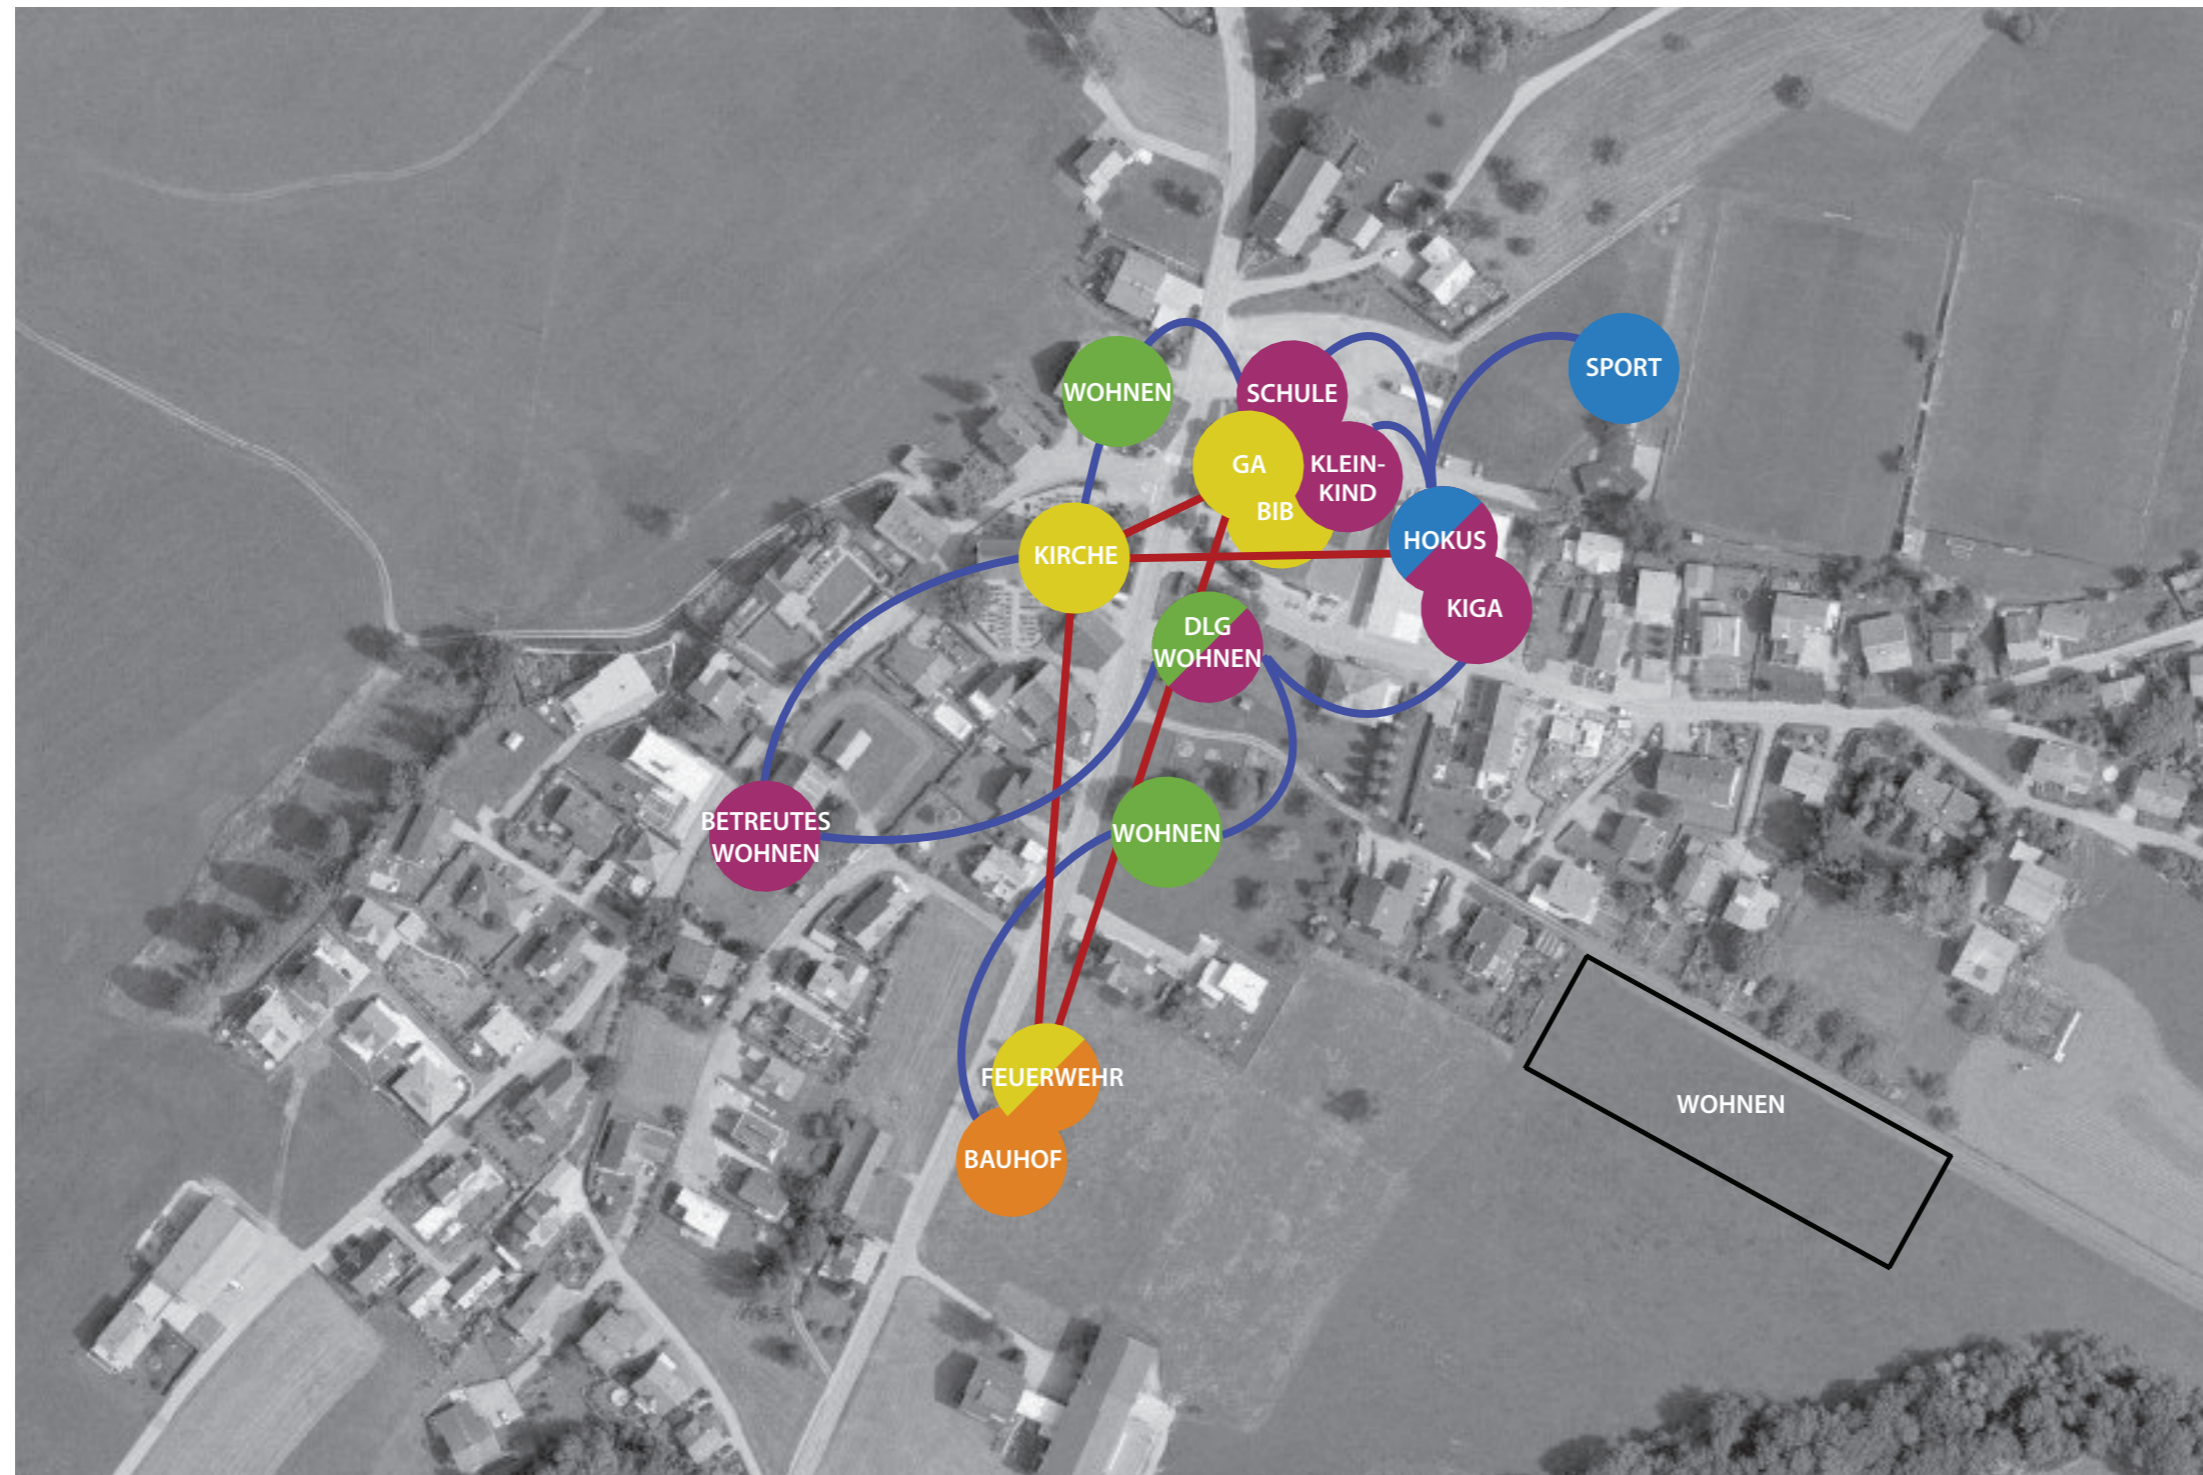 SPORT
WOHNEN
SCHULE
GA
KLEIN-
KIND
BIB
HOKUS
KIRCHE
KIGA
DLG
WOHNEN
BETREUTES
WOHNEN
WOHNEN
FEUERWEHR
WOHNEN
BAUHOF